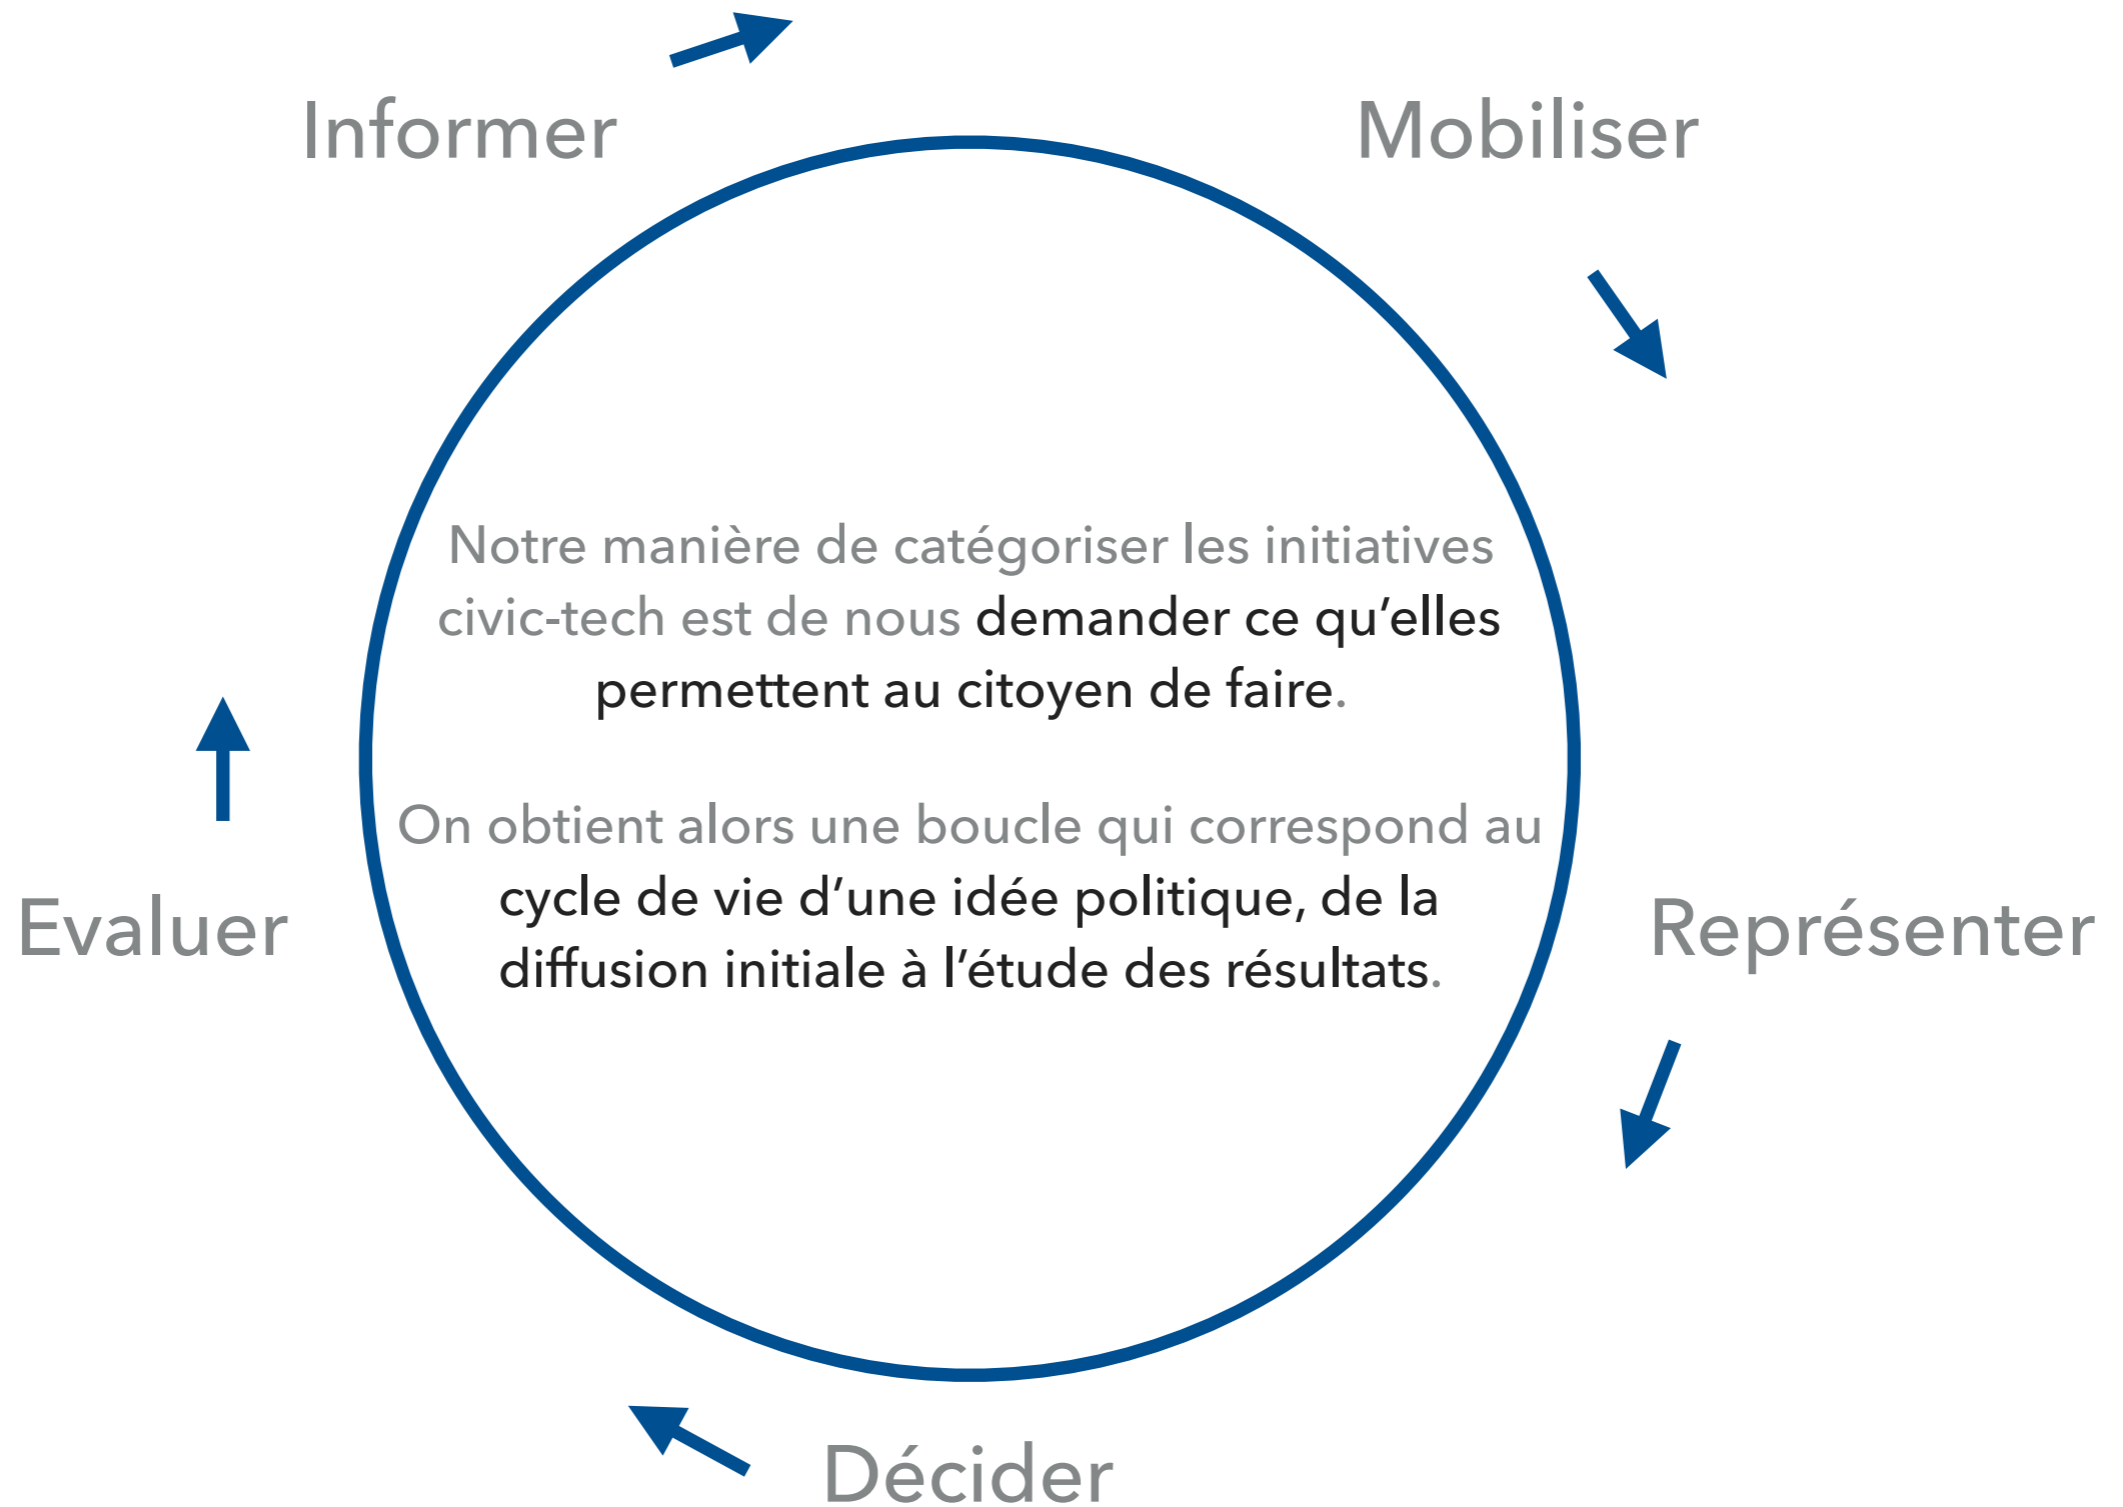 Informer
Mobiliser
Notre manière de catégoriser les initiatives
civic-tech est de nous demander ce qu’elles
permettent au citoyen de faire.
On obtient alors une boucle qui correspond au
cycle de vie d’une idée politique, de la
diffusion initiale à l’étude des résultats.
Evaluer
Représenter
Décider